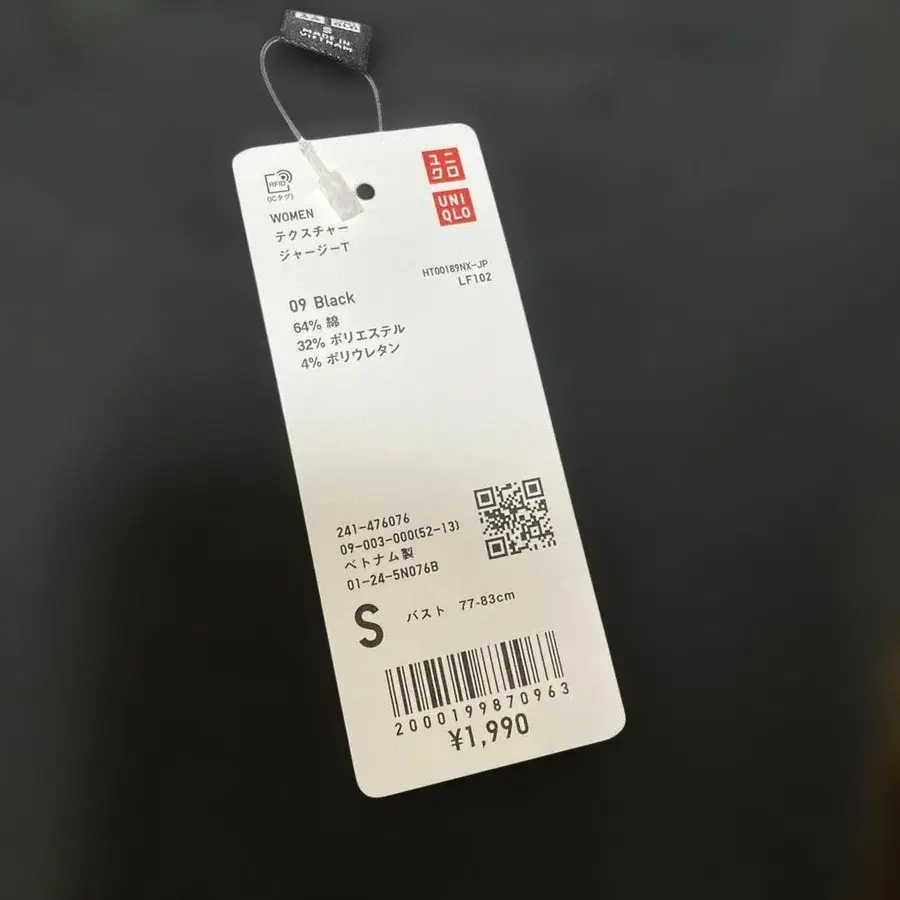 S
MADE IN
VIETNAM
RFID
(ICタグ)
ユニ
クロ
UNI
QLO
WOMEN
テクスチャー
ジャージーT
HT00189NX-JP
LF102
09 Black
64% 綿
32% ポリエステル
4% ポリウレタン
241-476076
09-003-000(52-13)
ベトナム製
01-24-5N076B
S バスト 77-83cm
2000199870963
¥1,990